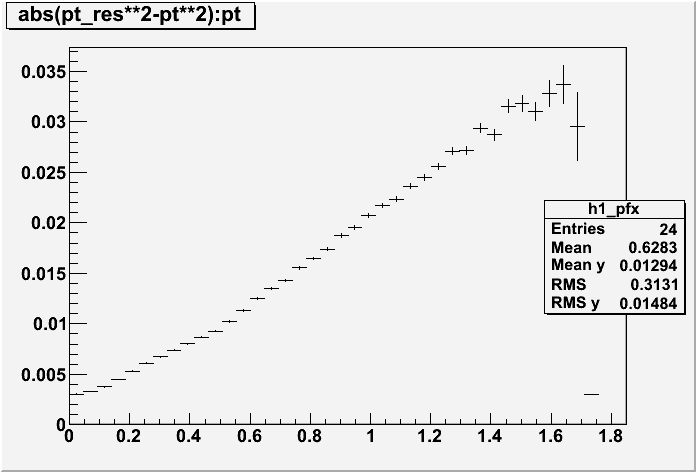 abs(pt_res**2-pt**2):pt
0.035
0.03
0.025
0.02
0.015
0.01
0.005
0
0 0.2 0.4 0.6 0.8 1 1.2 1.4 1.6 1.8
h1_pfx
Entries 24
Mean 0.6283
Mean y 0.01294
RMS 0.3131
RMS y 0.01484